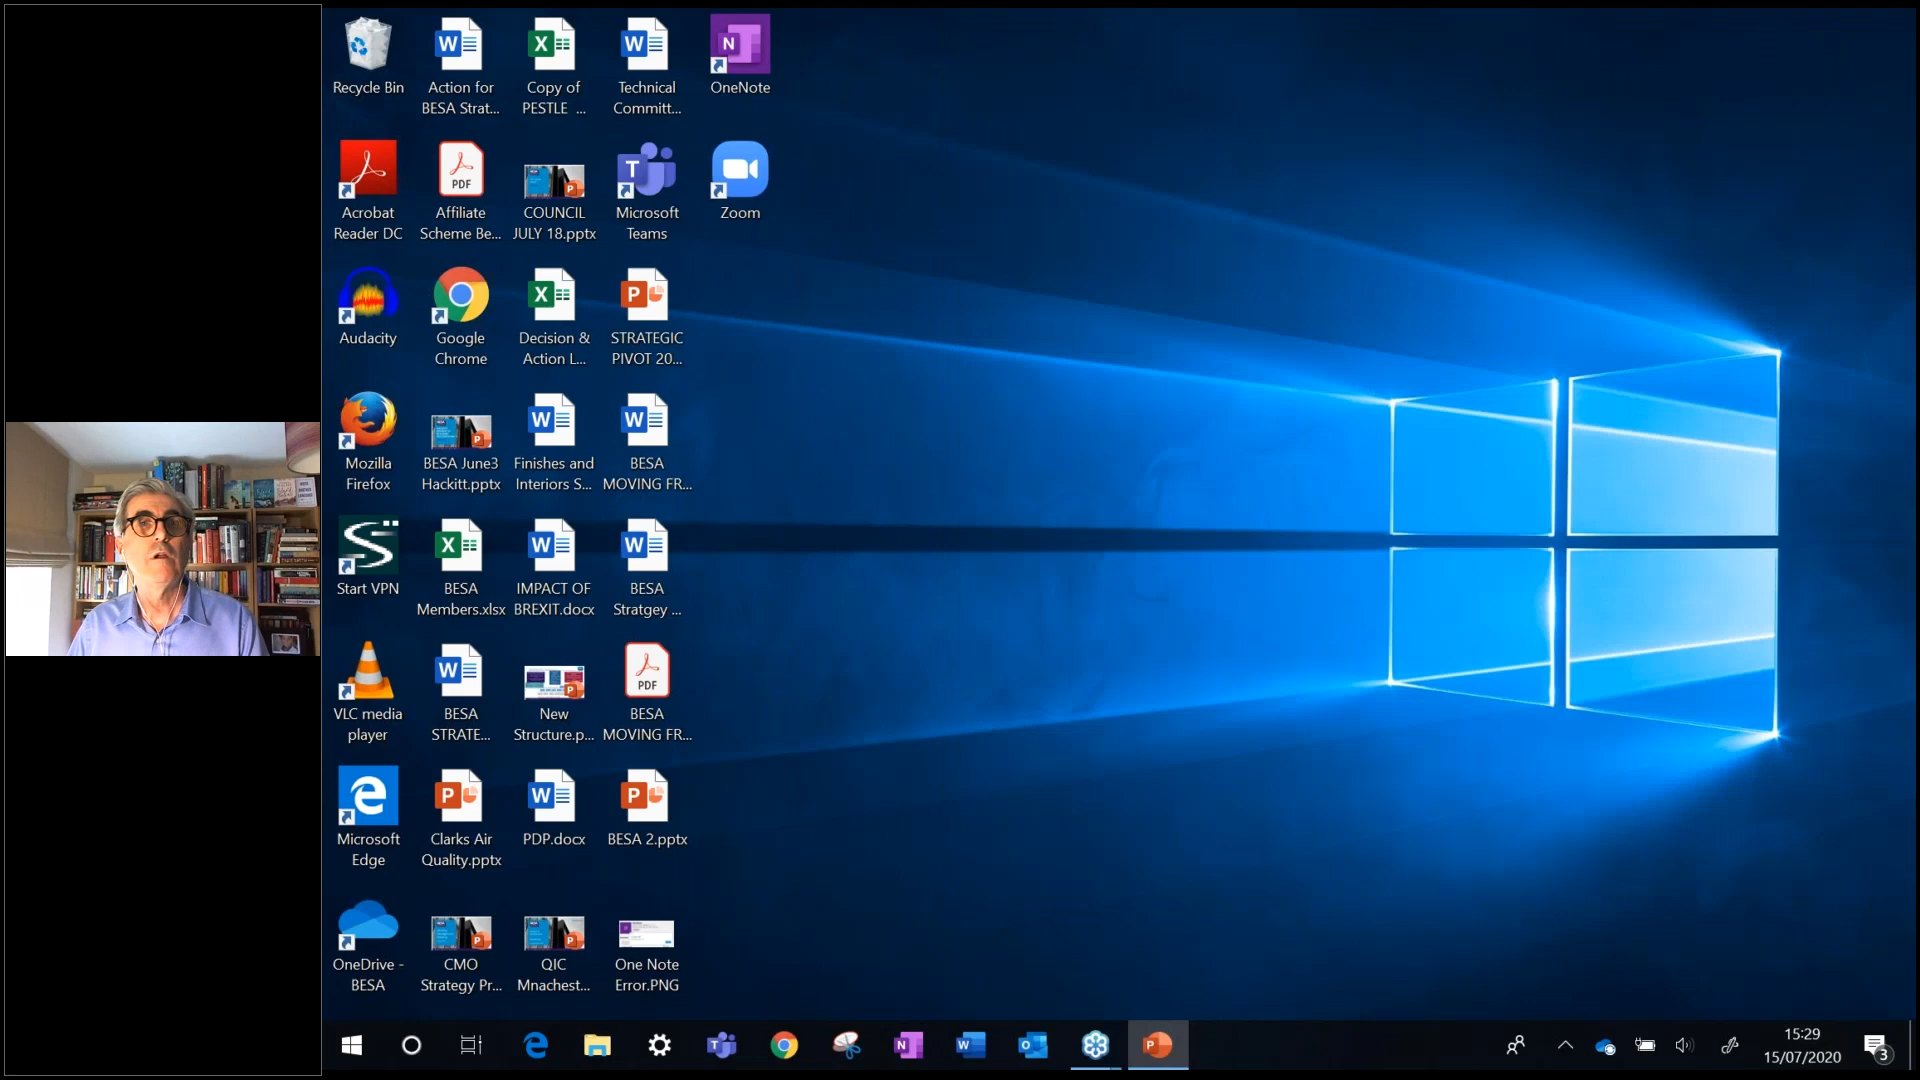 Recycle Bin
Action for
BESA Strat...
Copy of
PESTLE ...
Technical
Committ...
OneNote
Acrobat
Reader DC
PDF
Affiliate
Scheme Be...
COUNCIL
JULY 18.pptx
Microsoft
Teams
Zoom
Audacity
Google
Chrome
Decision &
Action L...
STRATEGIC
PIVOT 20...
Mozilla
Firefox
BESA June3
Hackitt.pptx
Finishes and
Interiors S...
BESA
MOVING FR...
Start VPN
BESA
Members.xlsx
IMPACT OF
BREXIT.docx
BESA
Stratgey ...
VLC media
player
BESA
STRATE...
New
Structure.p...
PDF
BESA
MOVING FR...
Microsoft
Edge
Clarks Air
Quality.pptx
PDP.docx
BESA 2.pptx
OneDrive -
BESA
CMO
Strategy Pr...
QIC
Mnachest...
One Note
Error.PNG
15:29
15/07/2020
3